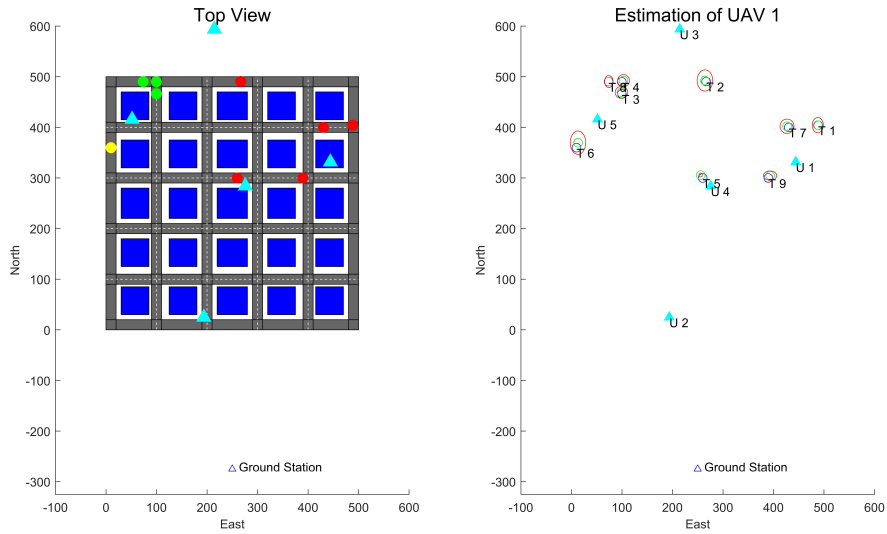 Top View
600
500
400
300
200
100
0
-100
-200
-300
-100
0
100
200
300
400
500
600
North
East
Ground Station
Estimation of UAV 1
600
500
400
300
200
100
0
-100
-200
-300
-100
0
100
200
300
400
500
600
North
East
U 3
T 8
T 4
T 2
T 3
U 5
T 7
T 1
T 6
U 1
T 5
T 9
U 4
U 2
Ground Station